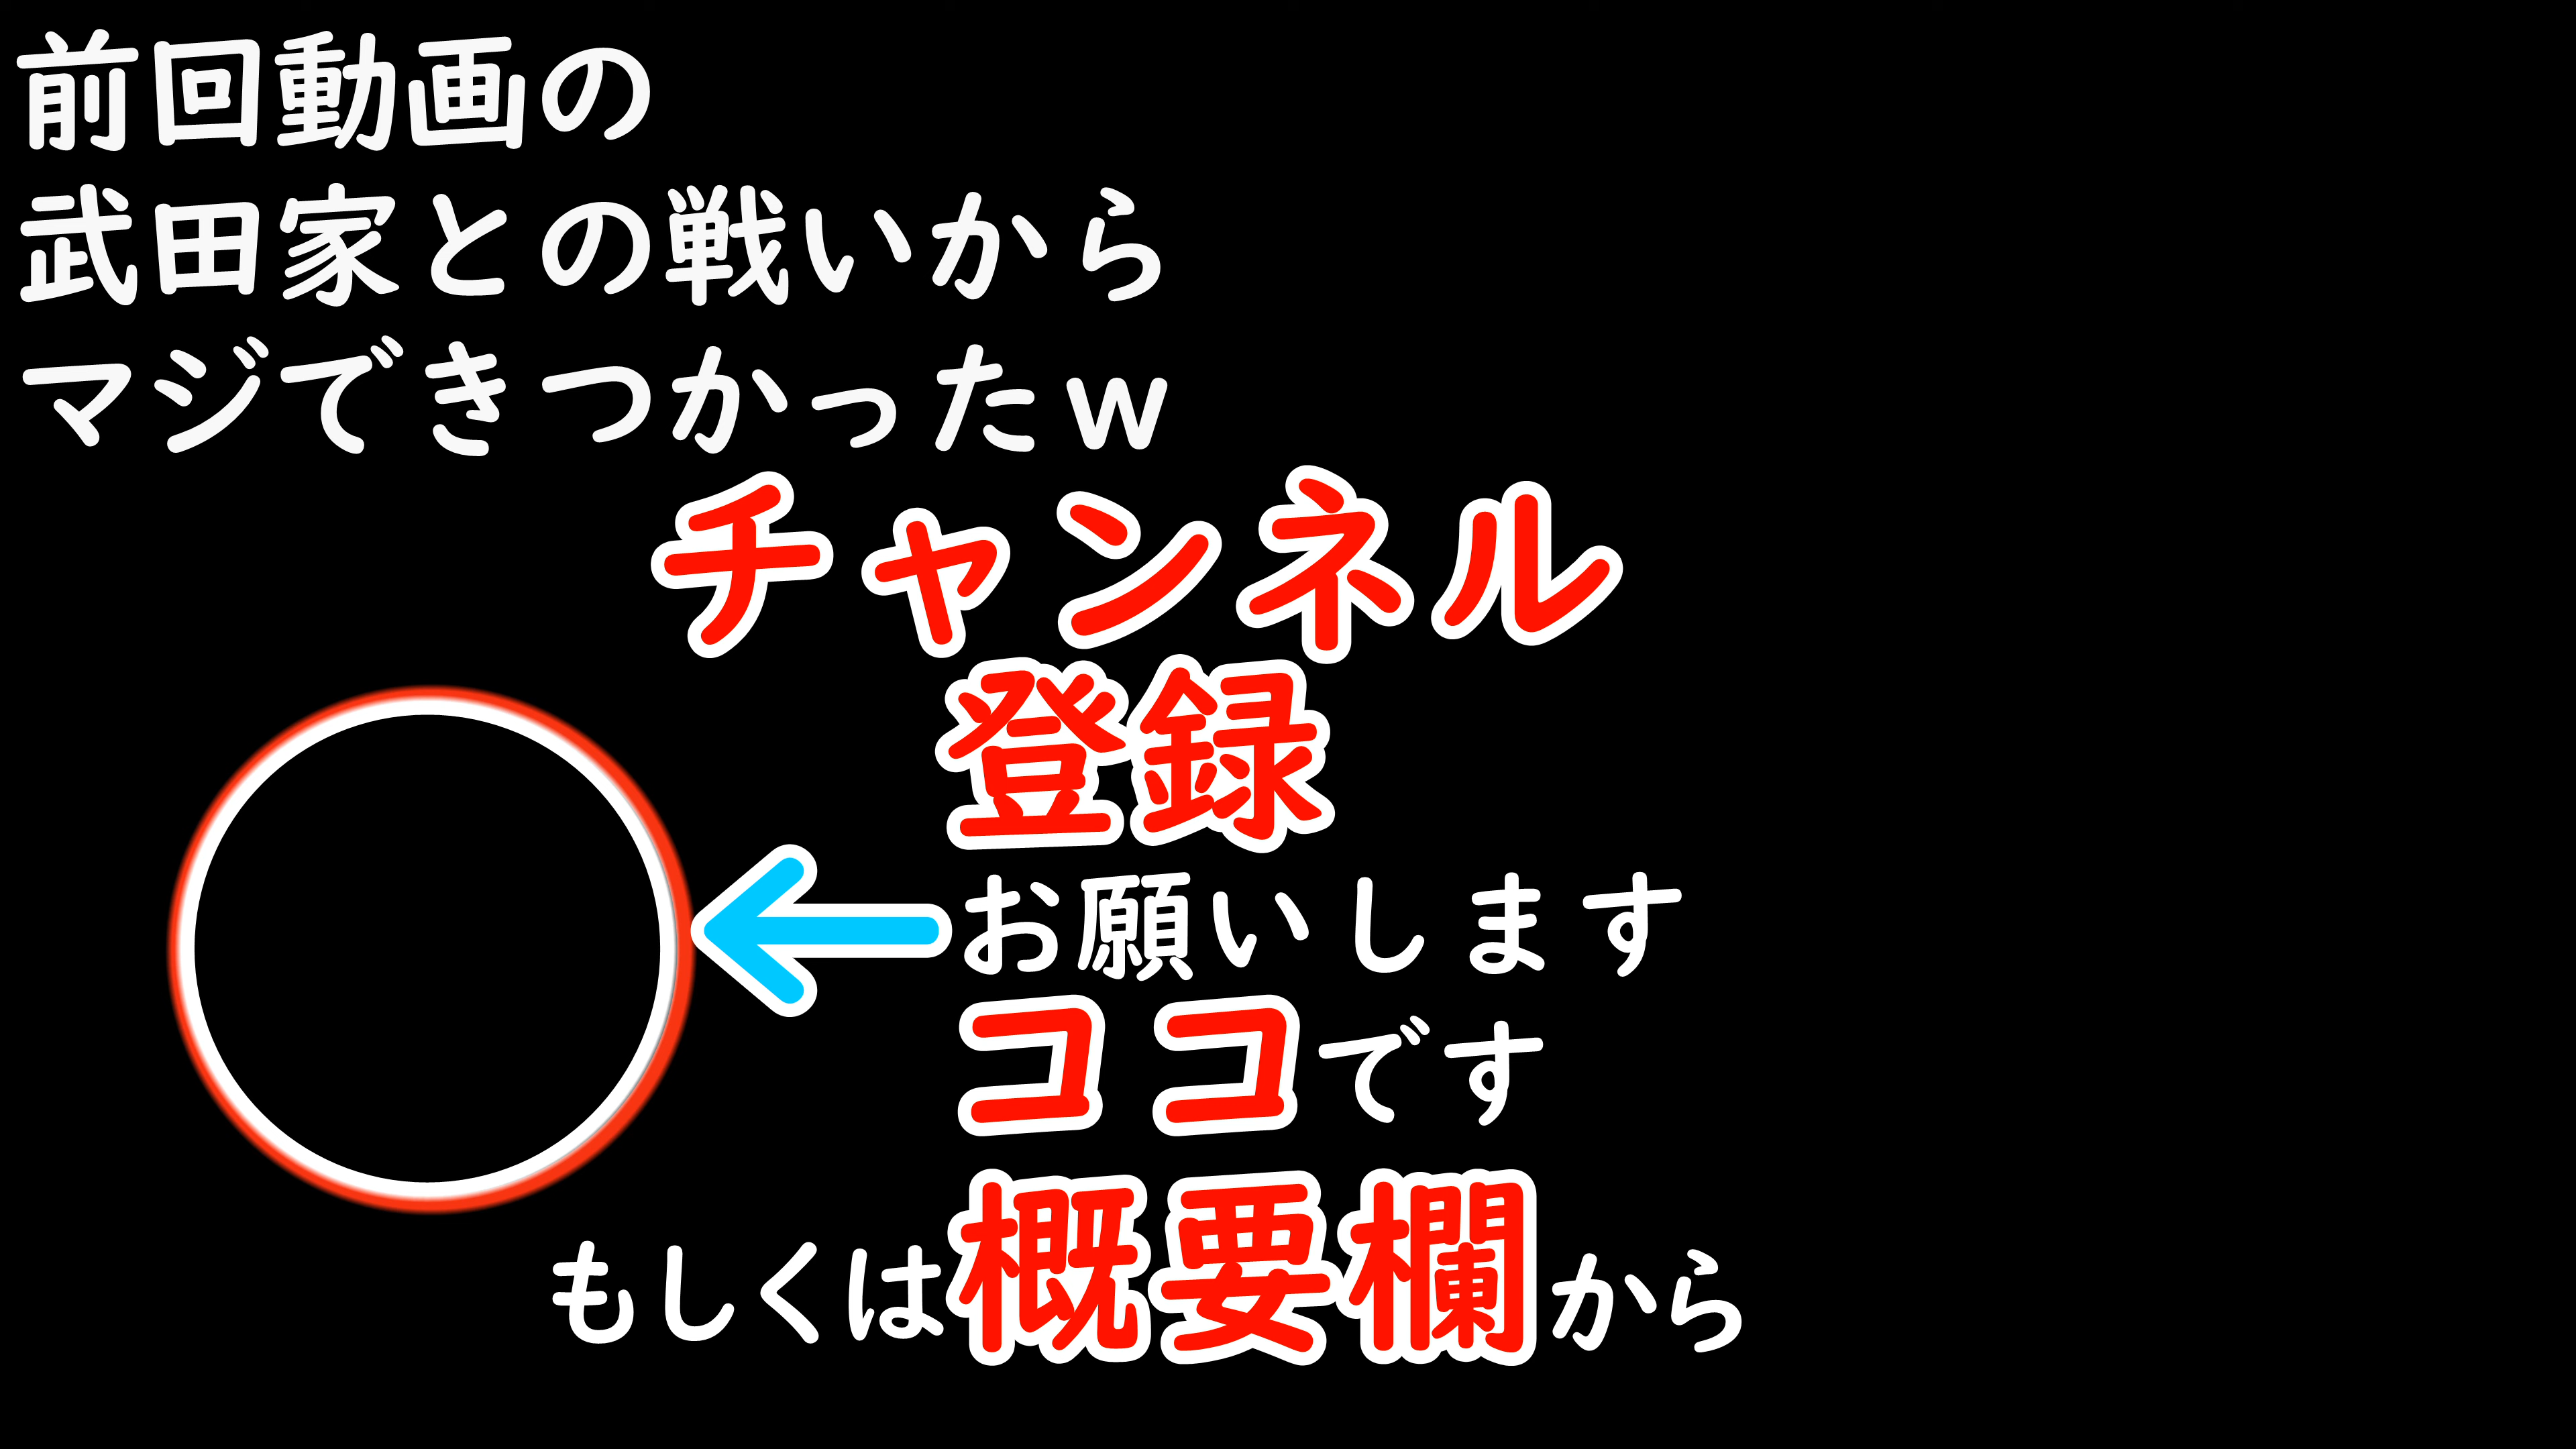 前回動画の
武田家との戦いから
マジできつかったｗ
チャンネル
登録
お願いします
ココです
もしくは概要欄から